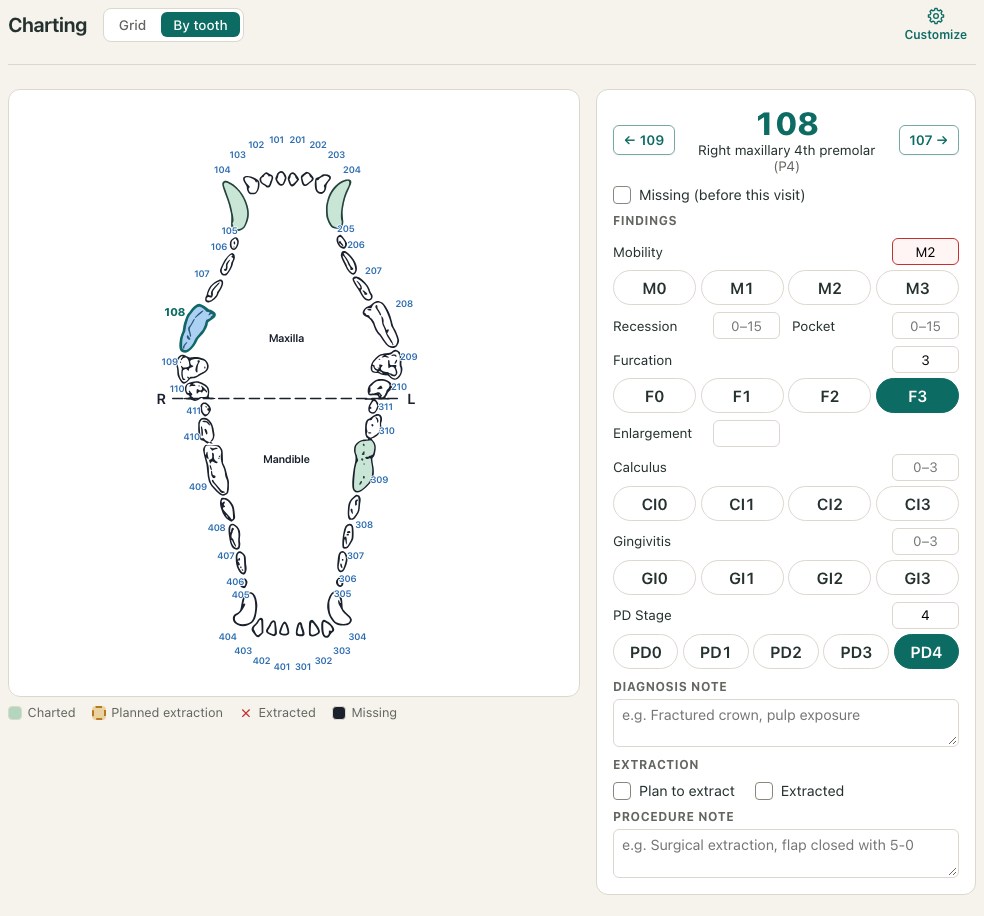 Charting
Grid
By tooth
Customize
101 201
102 202
103 203
104 204
105 205
106 206
107 207
108 208
Maxilla
109 209
110 210
R L
411 311
410 310
Mandible
409 309
408 308
407 307
406 306
405 305
404 304
403 303
402 302
401 301
Charted
Planned extraction
Extracted
Missing
← 109
108
107 →
Right maxillary 4th premolar
(P4)
Missing (before this visit)
FINDINGS
Mobility M2
M0 M1 M2 M3
Recession 0–15 Pocket 0–15
Furcation 3
F0 F1 F2 F3
Enlargement
Calculus 0–3
CI0 CI1 CI2 CI3
Gingivitis 0–3
GI0 GI1 GI2 GI3
PD Stage 4
PD0 PD1 PD2 PD3 PD4
DIAGNOSIS NOTE
e.g. Fractured crown, pulp exposure
EXTRACTION
Plan to extract Extracted
PROCEDURE NOTE
e.g. Surgical extraction, flap closed with 5-0